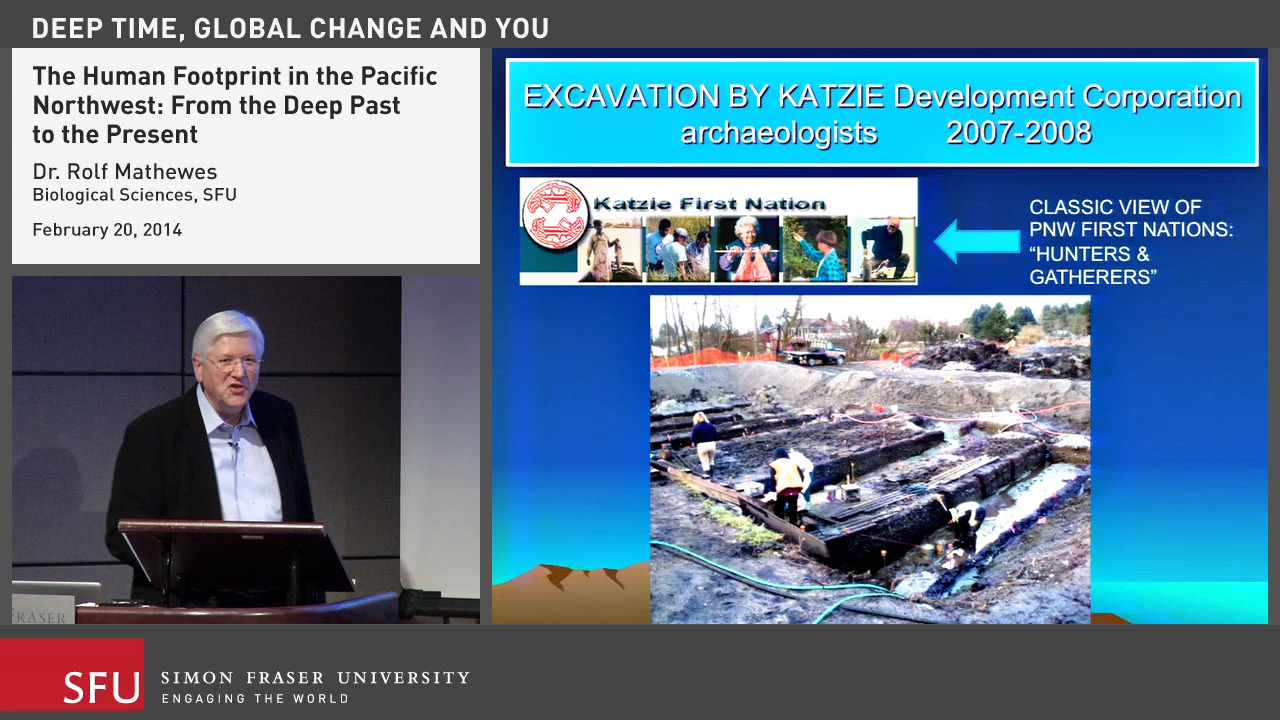 DEEP TIME, GLOBAL CHANGE AND YOU
The Human Footprint in the Pacific
Northwest: From the Deep Past
to the Present
Dr. Rolf Mathewes
Biological Sciences, SFU
February 20, 2014
EXCAVATION BY KATZIE Development Corporation
archaeologists 2007-2008
Katzie First Nation
CLASSIC VIEW OF
PNW FIRST NATIONS:
“HUNTERS &
GATHERERS”
FRASER
SFU
SIMON FRASER UNIVERSITY
ENGAGING THE WORLD